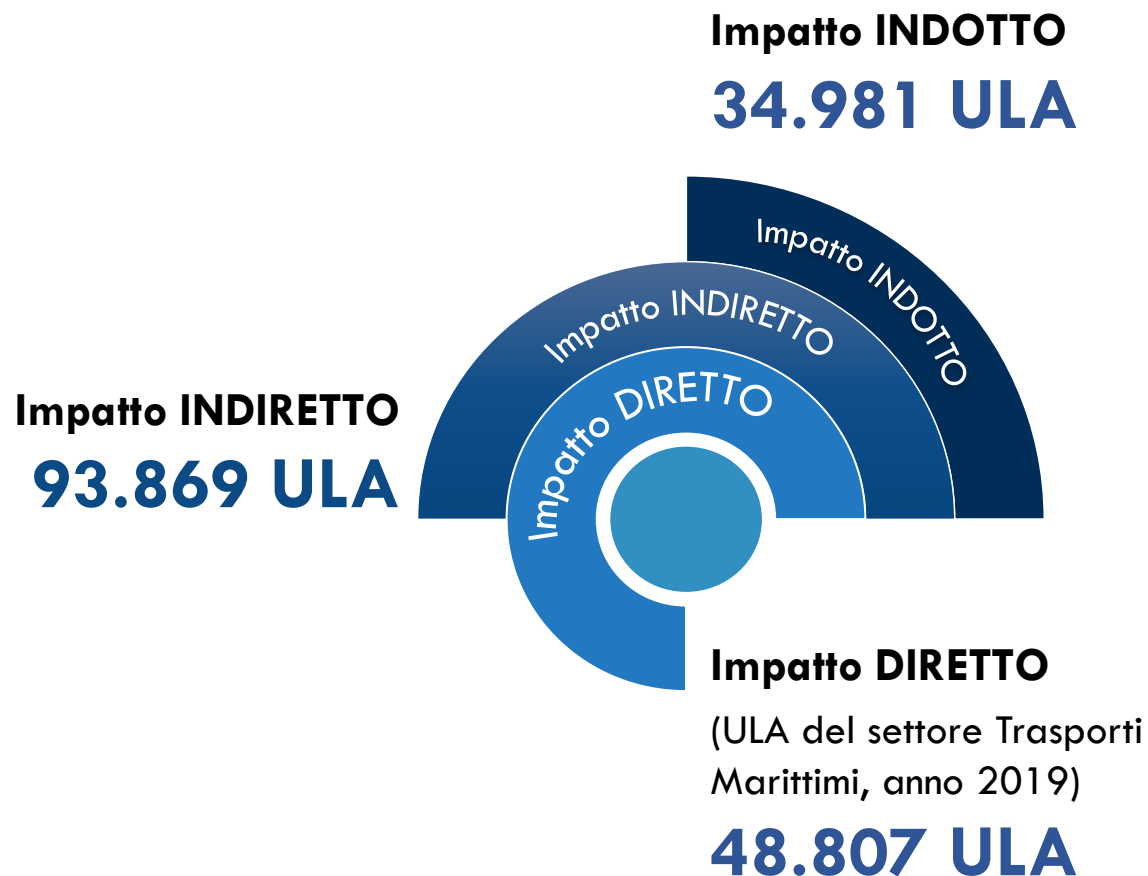 Impatto INDOTTO
34.981 ULA
Impatto INDOTTO
Impatto INDIRETTO
Impatto DIRETTO
Impatto INDIRETTO
93.869 ULA
Impatto DIRETTO
(ULA del settore Trasporti
Marittimi, anno 2019)
48.807 ULA